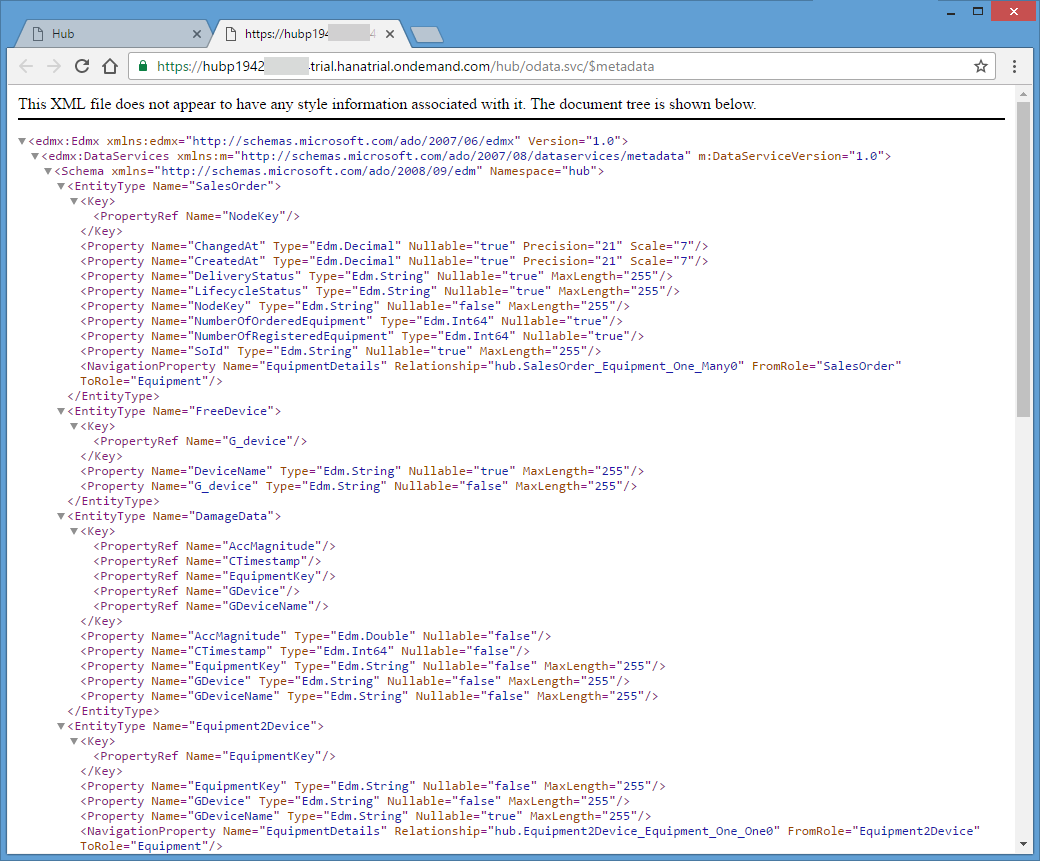 Hub
https://hubp194 4
https://hubp1942 -trial.hanatrial.ondemand.com/hub/odata.svc/$metadata
This XML file does not appear to have any style information associated with it. The document tree is shown below.
▼<edmx:Edmx xmlns:edmx="http://schemas.microsoft.com/ado/2007/06/edmx" Version="1.0">
▼<edmx:DataServices xmlns:m="http://schemas.microsoft.com/ado/2007/08/dataservices/metadata" m:DataServiceVersion="1.0">
▼<Schema xmlns="http://schemas.microsoft.com/ado/2008/09/edm" Namespace="hub">
▼<EntityType Name="SalesOrder">
▼<Key>
<PropertyRef Name="NodeKey"/>
</Key>
<Property Name="ChangedAt" Type="Edm.Decimal" Nullable="true" Precision="21" Scale="7"/>
<Property Name="CreatedAt" Type="Edm.Decimal" Nullable="true" Precision="21" Scale="7"/>
<Property Name="DeliveryStatus" Type="Edm.String" Nullable="true" MaxLength="255"/>
<Property Name="LifecycleStatus" Type="Edm.String" Nullable="true" MaxLength="255"/>
<Property Name="NodeKey" Type="Edm.String" Nullable="false" MaxLength="255"/>
<Property Name="NumberOfOrderedEquipment" Type="Edm.Int64" Nullable="true"/>
<Property Name="NumberOfRegisteredEquipment" Type="Edm.Int64" Nullable="true"/>
<Property Name="SoId" Type="Edm.String" Nullable="true" MaxLength="255"/>
<NavigationProperty Name="EquipmentDetails" Relationship="hub.SalesOrder_Equipment_One_Many0" FromRole="SalesOrder"
ToRole="Equipment"/>
</EntityType>
▼<EntityType Name="FreeDevice">
▼<Key>
<PropertyRef Name="G_device"/>
</Key>
<Property Name="DeviceName" Type="Edm.String" Nullable="true" MaxLength="255"/>
<Property Name="G_device" Type="Edm.String" Nullable="false" MaxLength="255"/>
</EntityType>
▼<EntityType Name="DamageData">
▼<Key>
<PropertyRef Name="AccMagnitude"/>
<PropertyRef Name="CTimestamp"/>
<PropertyRef Name="EquipmentKey"/>
<PropertyRef Name="GDevice"/>
<PropertyRef Name="GDeviceName"/>
</Key>
<Property Name="AccMagnitude" Type="Edm.Double" Nullable="false"/>
<Property Name="CTimestamp" Type="Edm.Int64" Nullable="false"/>
<Property Name="EquipmentKey" Type="Edm.String" Nullable="false" MaxLength="255"/>
<Property Name="GDevice" Type="Edm.String" Nullable="false" MaxLength="255"/>
<Property Name="GDeviceName" Type="Edm.String" Nullable="false" MaxLength="255"/>
</EntityType>
▼<EntityType Name="Equipment2Device">
▼<Key>
<PropertyRef Name="EquipmentKey"/>
</Key>
<Property Name="EquipmentKey" Type="Edm.String" Nullable="false" MaxLength="255"/>
<Property Name="GDevice" Type="Edm.String" Nullable="false" MaxLength="255"/>
<Property Name="GDeviceName" Type="Edm.String" Nullable="true" MaxLength="255"/>
<NavigationProperty Name="EquipmentDetails" Relationship="hub.Equipment2Device_Equipment_One_One0" FromRole="Equipment2Device"
ToRole="Equipment"/>